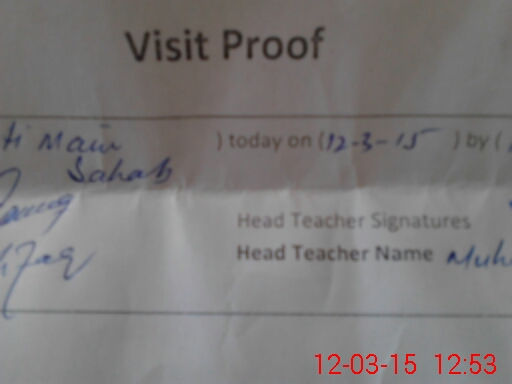 Visit Proof
ti Main ) today on (12-3-15 ) by (
Sahab
Head Teacher Signatures
Head Teacher Name Muh
12-03-15 12:53